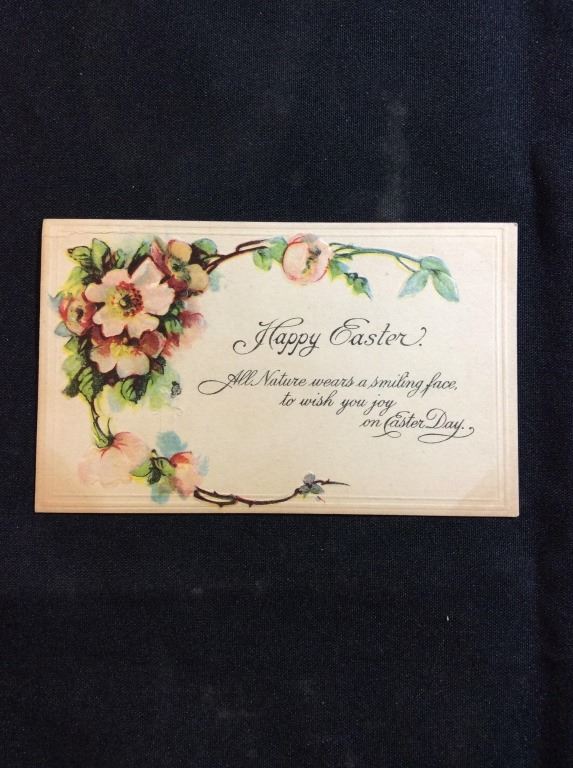 Happy Easter.
All Nature wears a smiling face,
to wish you joy
on Easter Day.